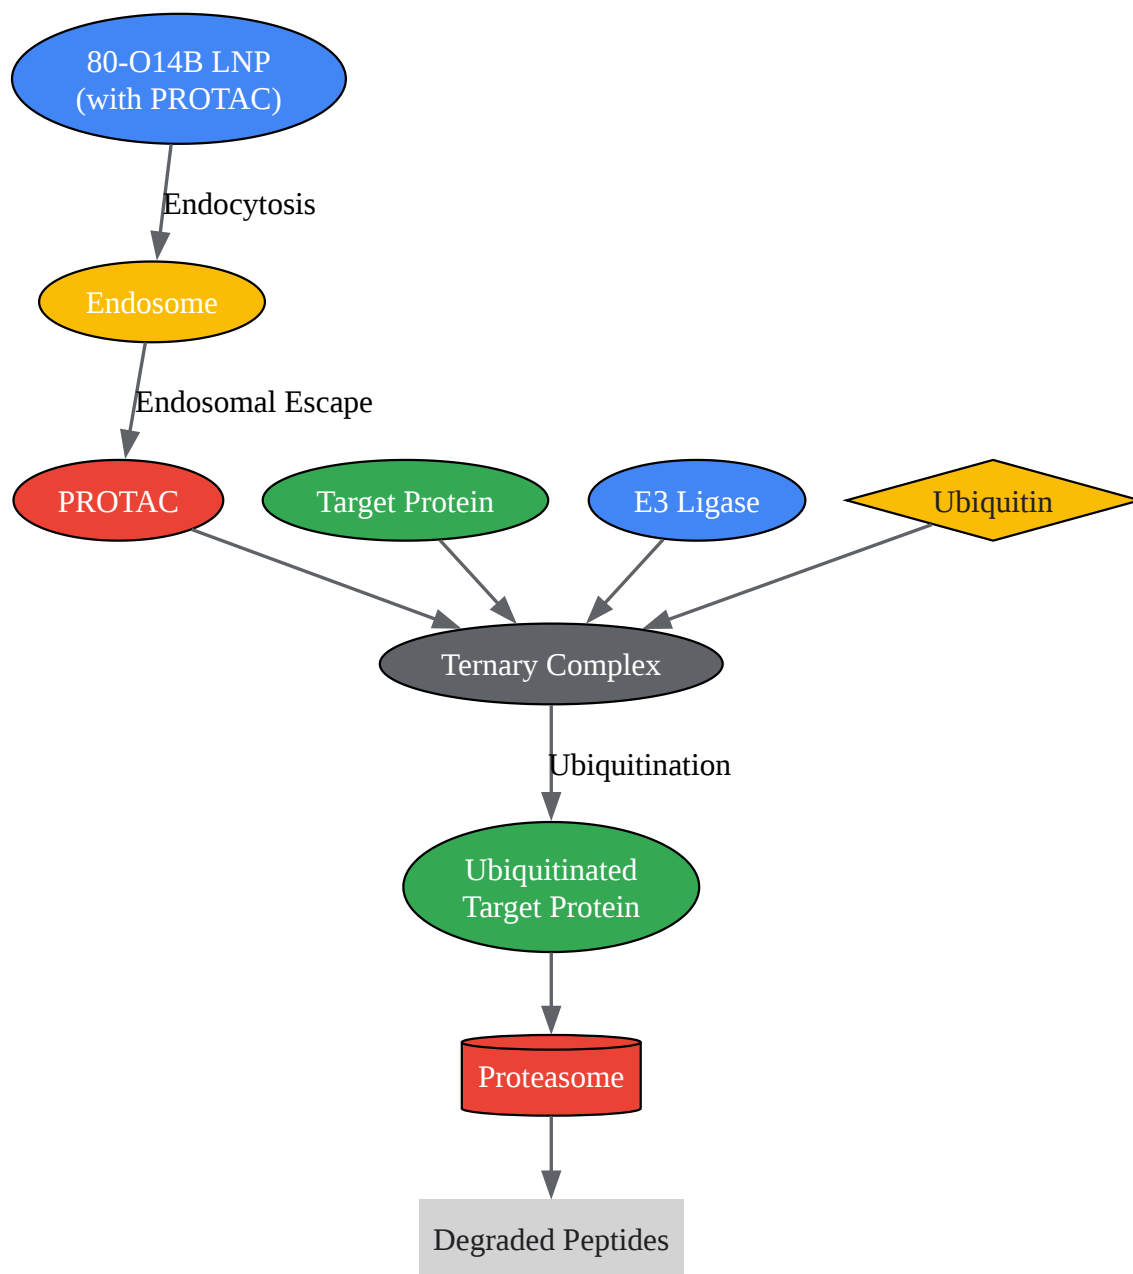 80-O14B LNP
(with PROTAC)
Endocytosis
Endosome
Endosomal Escape
PROTAC
Target Protein
E3 Ligase
Ubiquitin
Ternary Complex
Ubiquitination
Ubiquitinated
Target Protein
Proteasome
Degraded Peptides